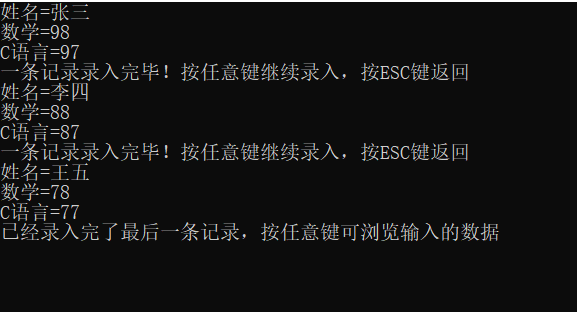 姓名=张三
数学=98
C语言=97
一条记录录入完毕！按任意键继续录入，按ESC键返回
姓名=李四
数学=88
C语言=87
一条记录录入完毕！按任意键继续录入，按ESC键返回
姓名=王五
数学=78
C语言=77
已经录入完了最后一条记录，按任意键可浏览输入的数据